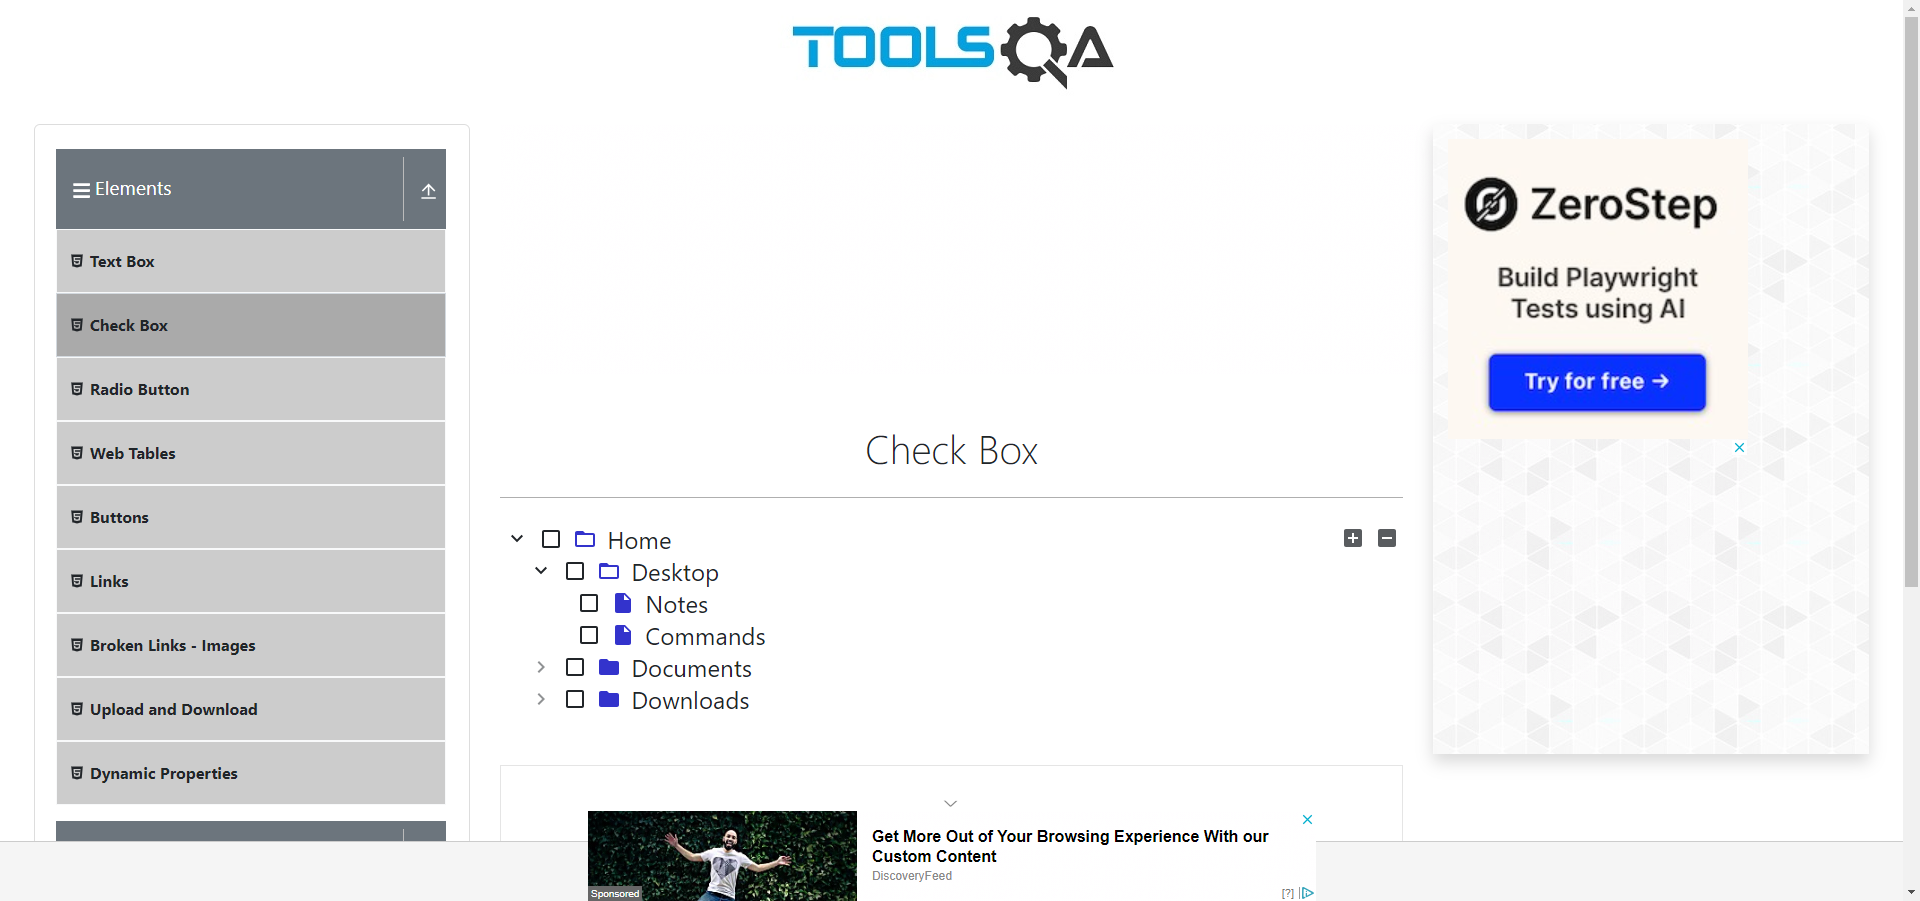 TOOLSQA
Elements
Text Box
Check Box
Radio Button
Web Tables
Buttons
Links
Broken Links - Images
Upload and Download
Dynamic Properties
Check Box
Home
Desktop
Notes
Commands
Documents
Downloads
ZeroStep
Build Playwright
Tests using AI
Try for free →
Get More Out of Your Browsing Experience With our
Custom Content
DiscoveryFeed
Sponsored
[?]